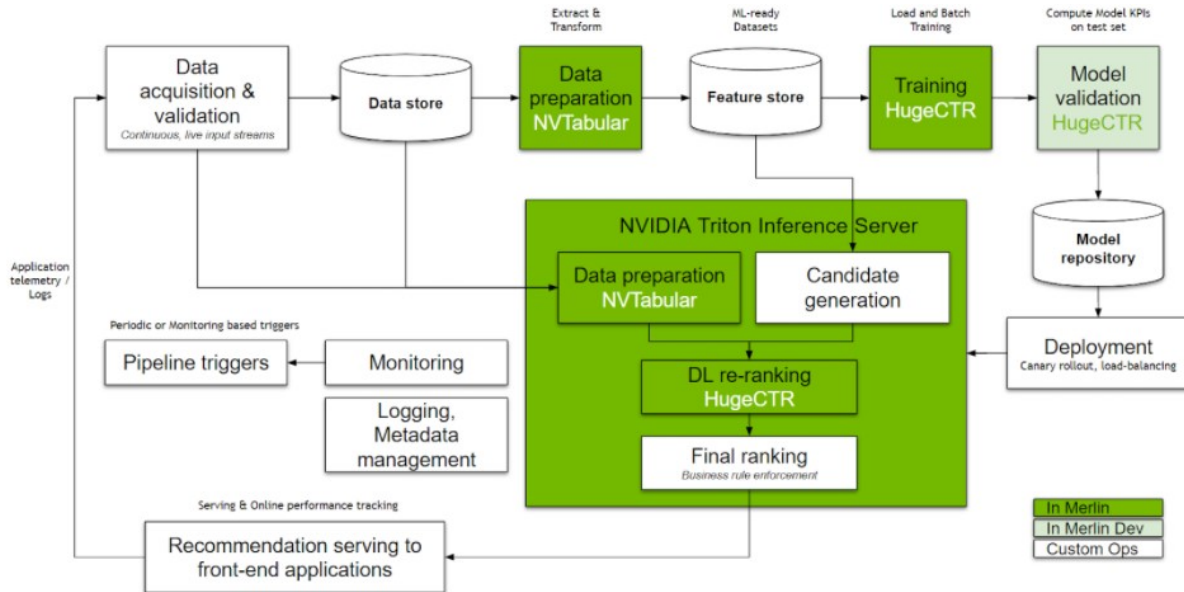 Extract &
Transform
ML-ready
Datasets
Load and Batch
Training
Compute Model KPIs
on test set
Data
acquisition &
validation
Continuous, live input streams
Data store
Data
preparation
NVTabular
Feature store
Training
HugeCTR
Model
validation
HugeCTR
NVIDIA Triton Inference Server
Data preparation
NVTabular
Candidate
generation
Model
repository
Application
telemetry /
Logs
Periodic or Monitoring based triggers
Pipeline triggers
Monitoring
Logging,
Metadata
management
DL re-ranking
HugeCTR
Final ranking
Business rule enforcement
Deployment
Canary rollout, load-balancing
Serving & Online performance tracking
Recommendation serving to
front-end applications
In Merlin
In Merlin Dev
Custom Ops